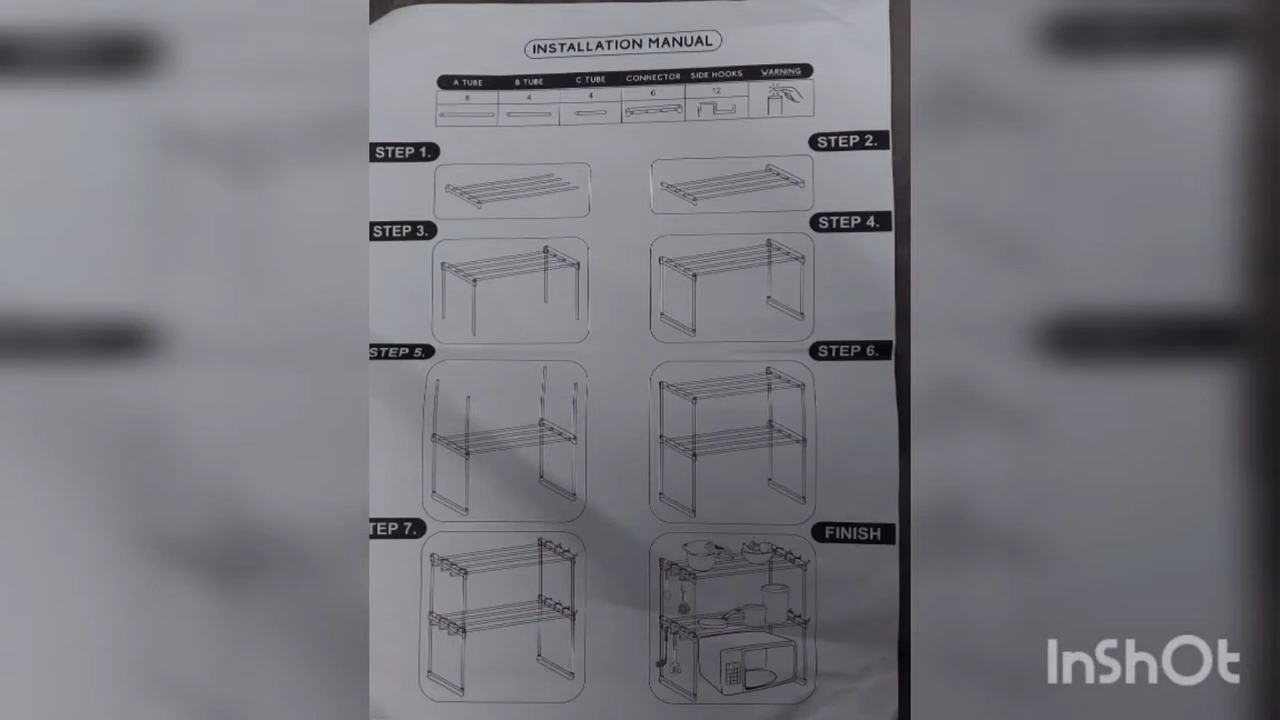 INSTALLATION MANUAL
A TUBE B TUBE C TUBE CONNECTOR SIDE HOOKS WARNING
8 4 4 6 12
STEP 1. STEP 2.
STEP 3. STEP 4.
STEP 5. STEP 6.
TEP 7. FINISH
InShOt